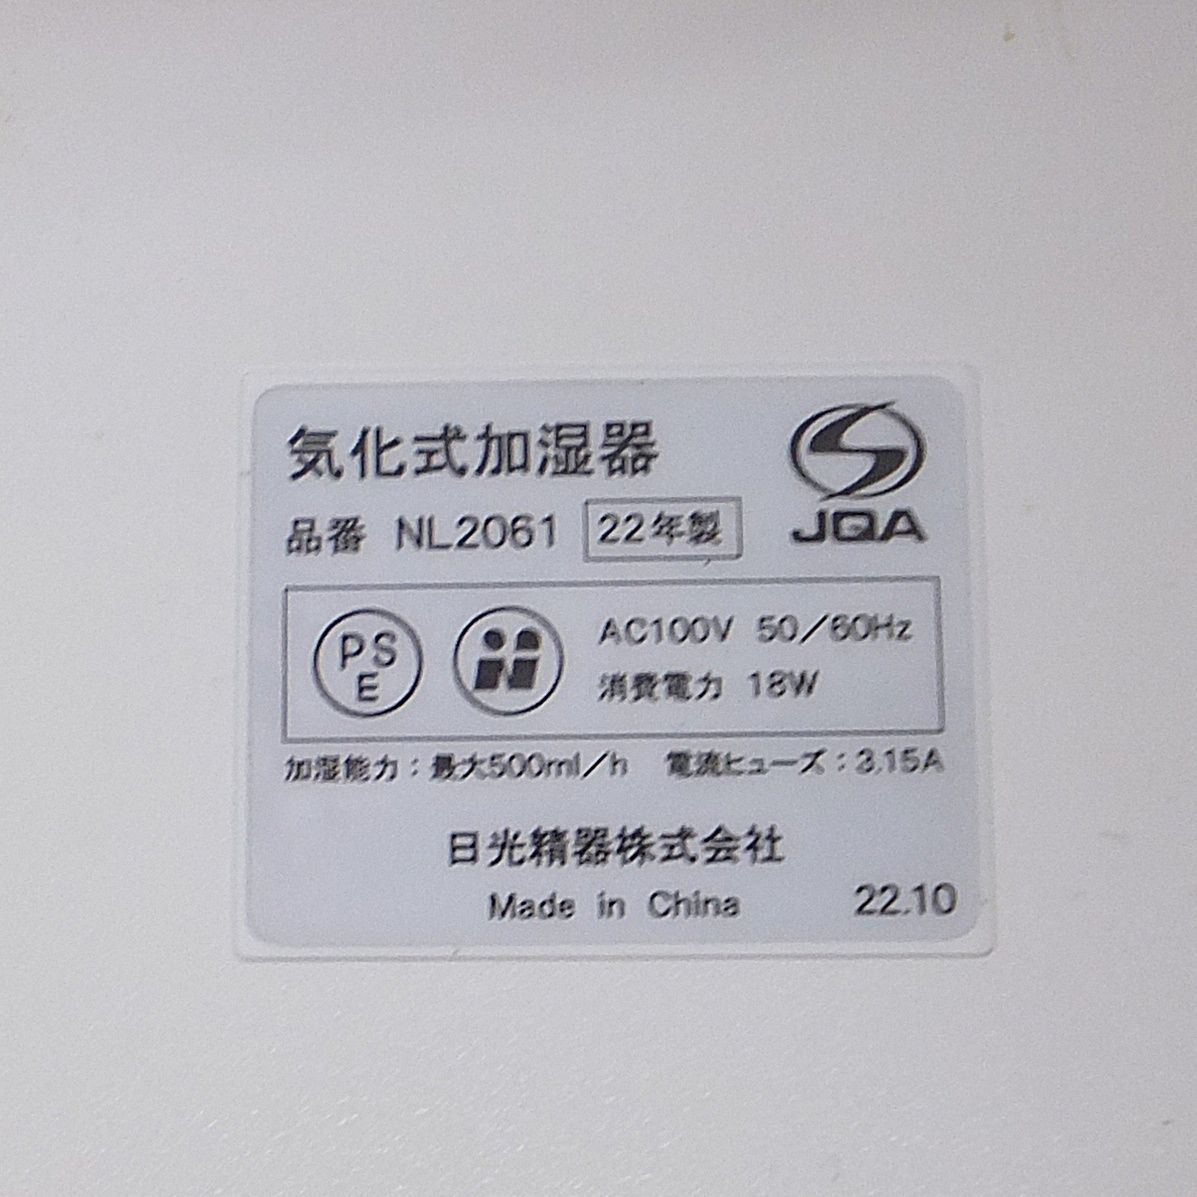 気化式加湿器
JQA
品番 NL2061 22年製
PS
E
AC100V 50/60Hz
消費電力 18W
加湿能力：最大500ml/h 電流ヒューズ：3.15A
日光精器株式会社
Made in China 22.10